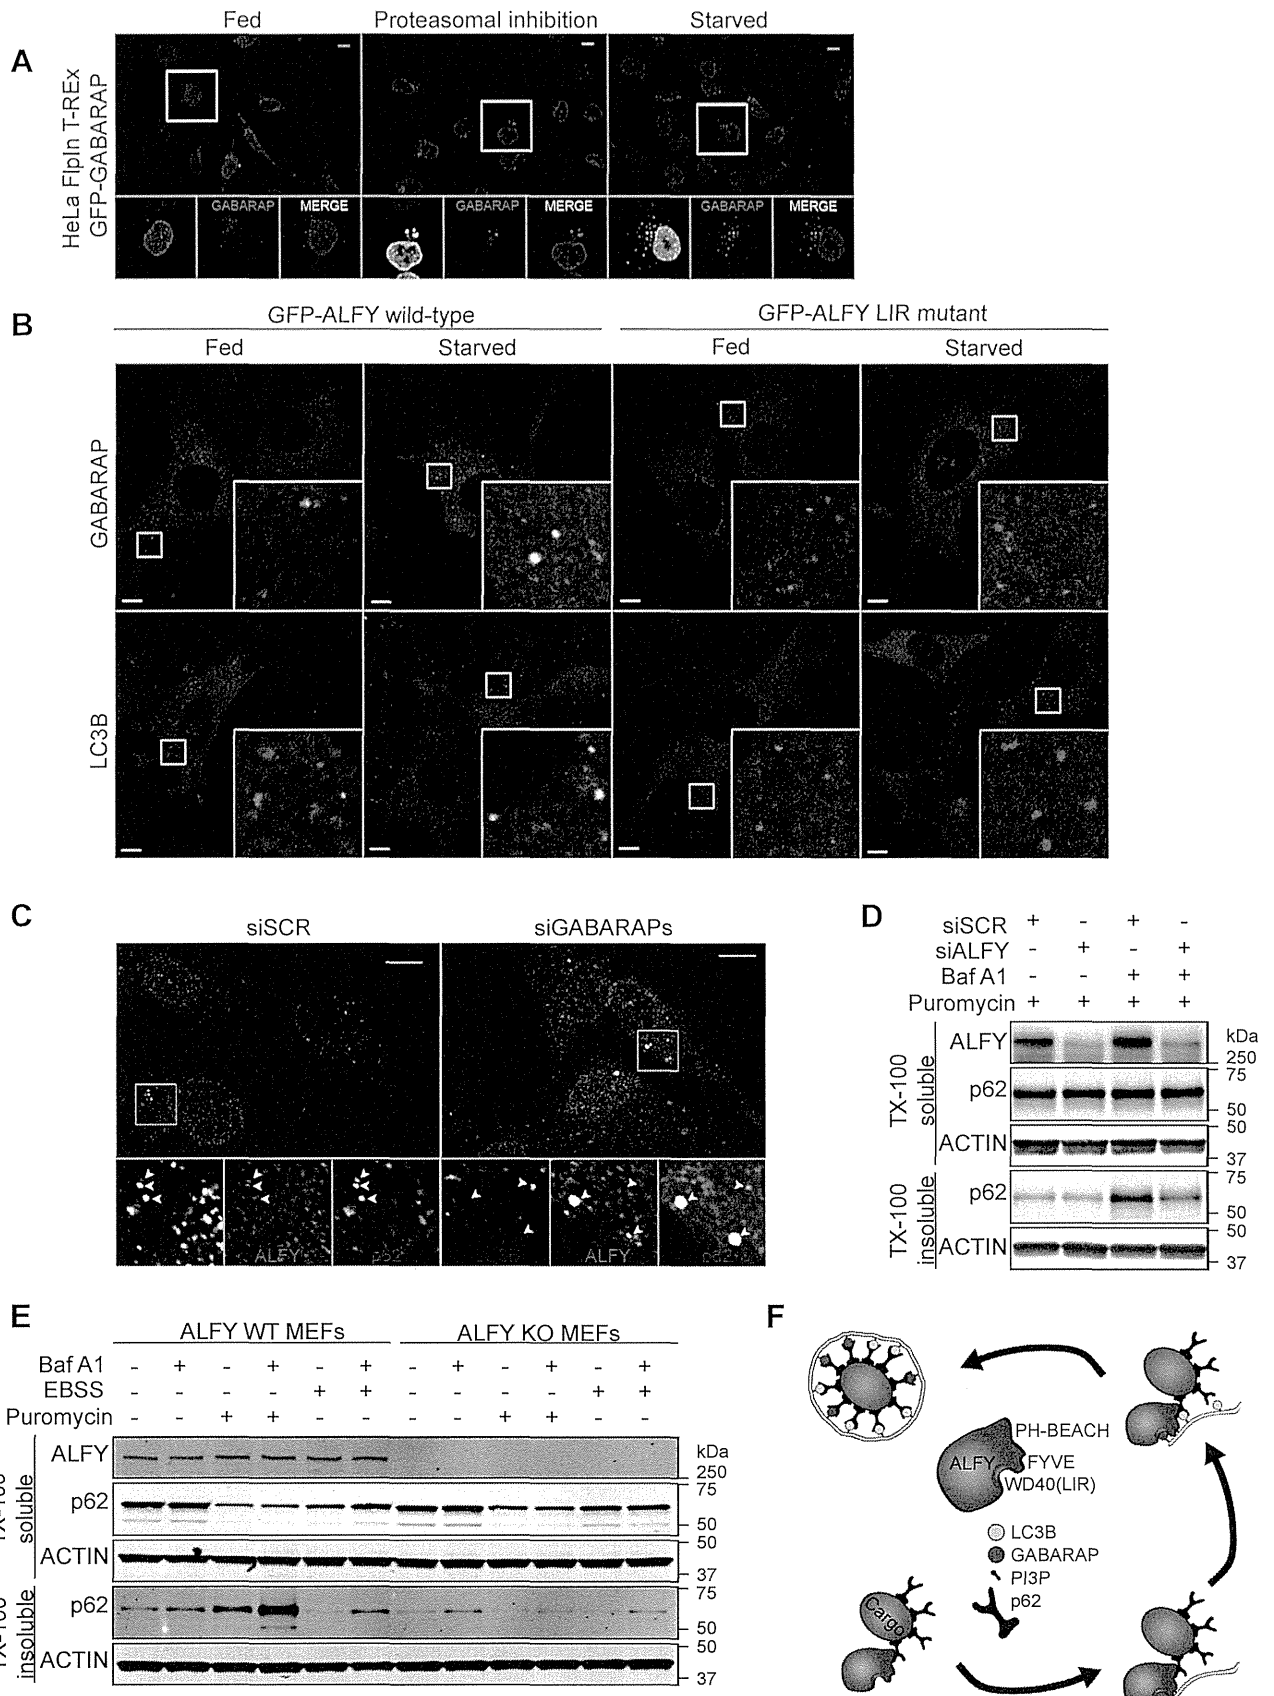 Fed Proteasomal inhibition Starved
A
HeLa FlpIn T-REx
GFP-GABARAP
GABARAP MERGE GABARAP MERGE GABARAP MERGE
B
GFP-ALFY wild-type GFP-ALFY LIR mutant
Fed Starved Fed Starved
GABARAP
LC3B
C
siSCR siGABARAPs
ALFY p62 ALFY
D
siSCR + - + -
siALFY - + - +
Baf A1 - - + +
Puromycin + + + +
TX-100
soluble
ALFY
kDa
250
p62
75
50
ACTIN
50
37
TX-100
insoluble
p62
75
50
ACTIN
50
37
E
ALFY WT MEFs ALFY KO MEFs
Baf A1 - + - + - + - + - + - +
EBSS - - - - + + - - - - + +
Puromycin - - + + - - - - + + - -
soluble
ALFY
kDa
250
p62
75
50
ACTIN
50
37
insoluble
p62
75
50
ACTIN
50
37
F
PH-BEACH
ALFY FYVE
WD40(LIR)
LC3B
GABARAP
PI3P
p62
Cargo